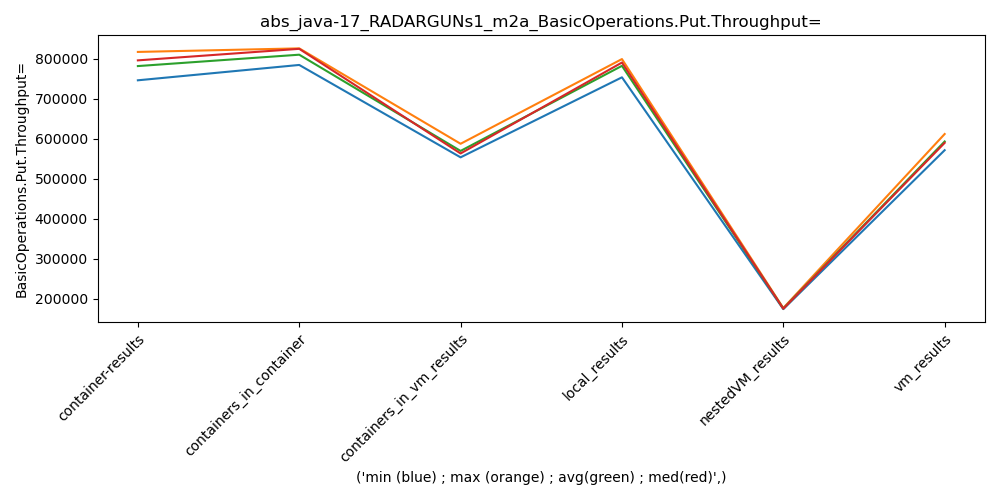 abs_java-17_RADARGUNs1_m2a_BasicOperations.Put.Throughput=
BasicOperations.Put.Throughput=
800000
700000
600000
500000
400000
300000
200000
container-results
containers_in_container
containers_in_vm_results
local_results
nestedVM_results
vm_results
('min (blue) ; max (orange) ; avg(green) ; med(red)',)